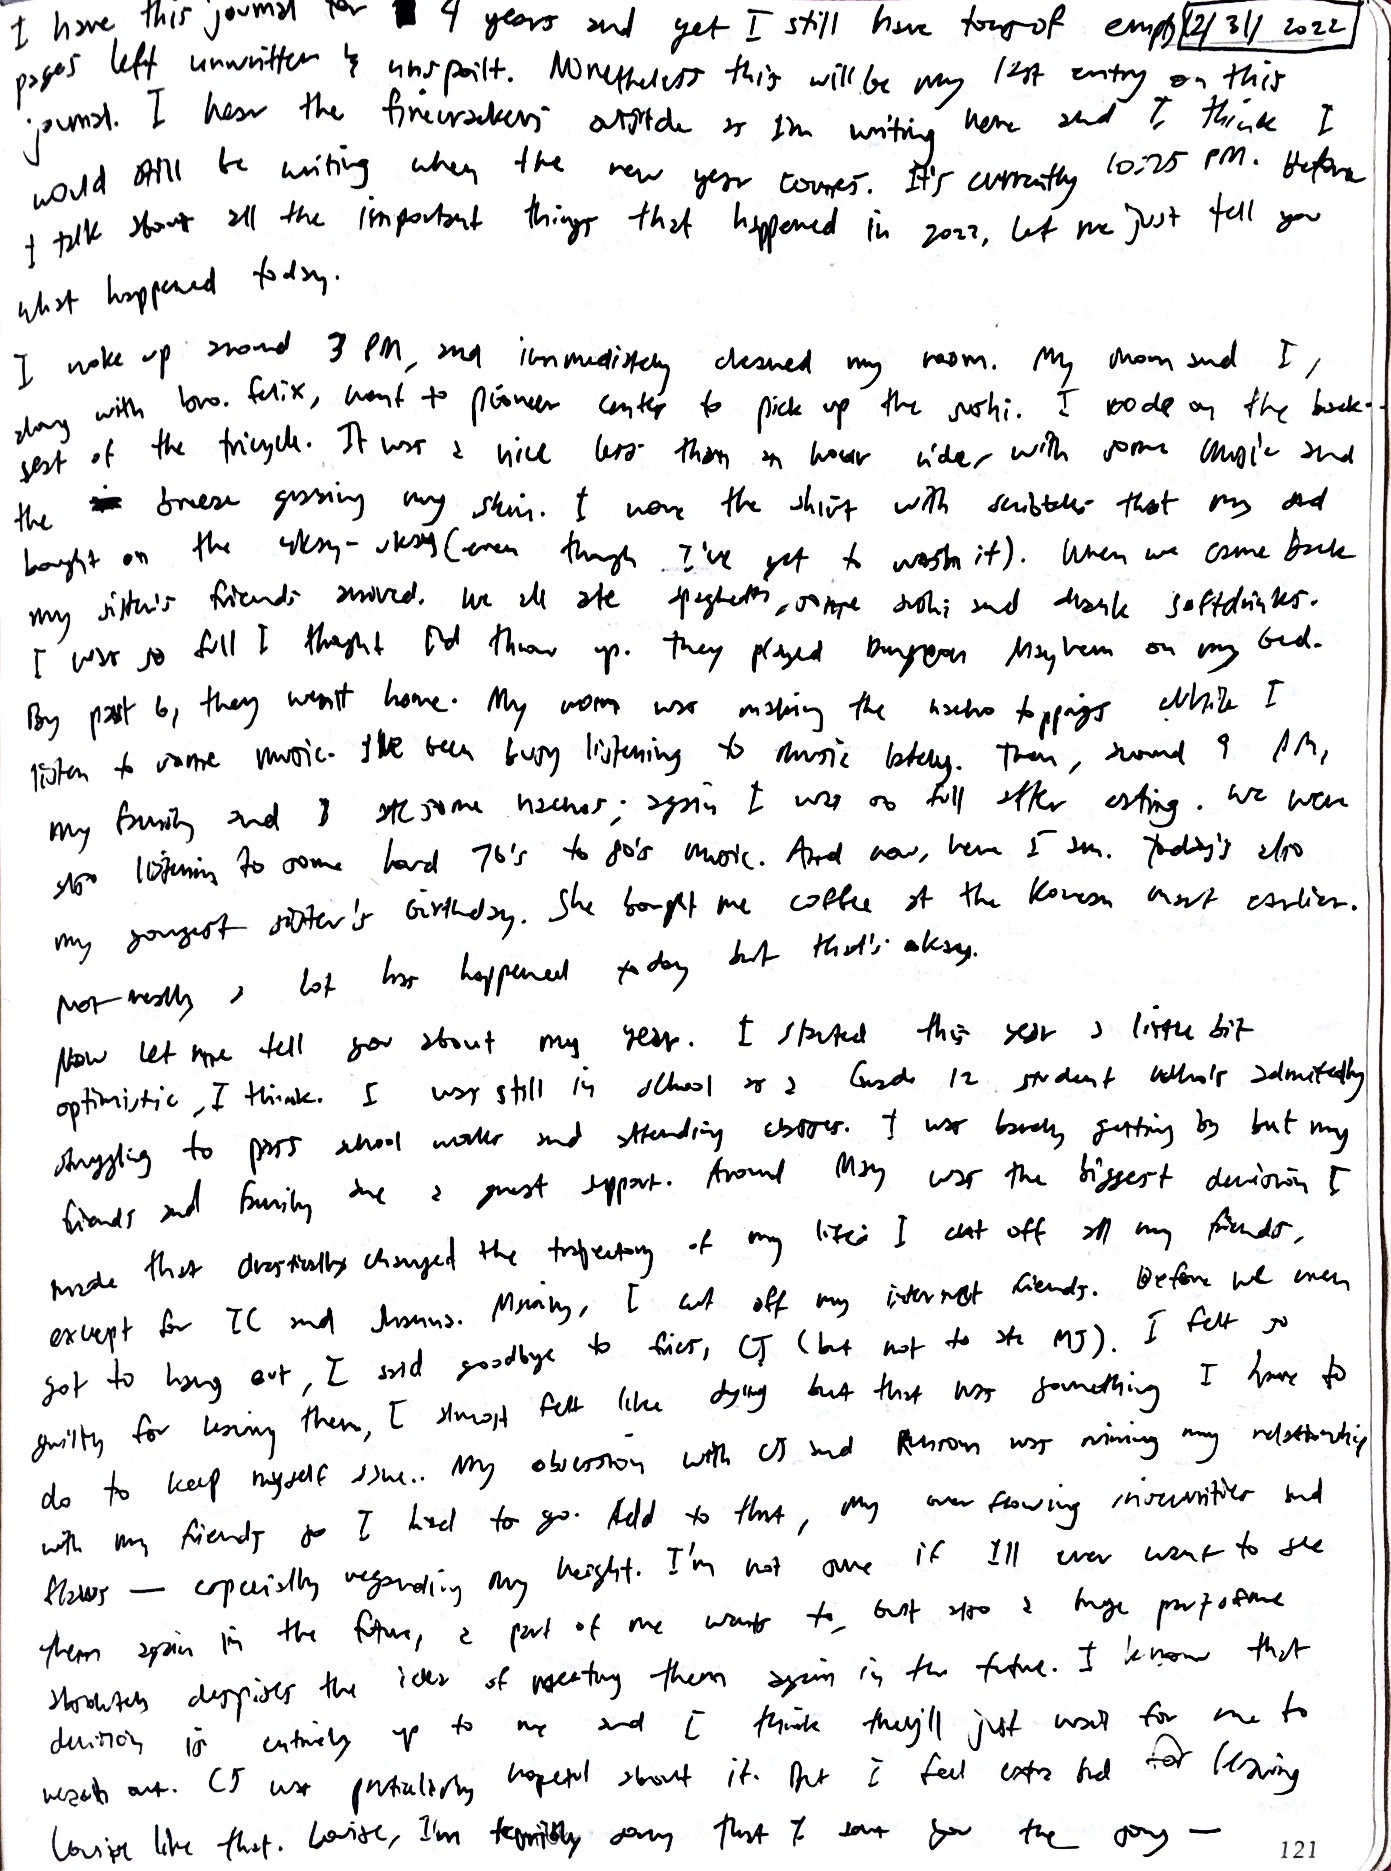 I have this journal for 4 years and yet I still have tons of empty 12/31/2022
pages left unwritten & unspoilt. Nonetheless this will be my last entry on this
journal. I hear the firecrackers outside as I'm writing here and I think I
would still be writing when the new year comes. It's currently 10:25 PM. Before
I talk about all the important things that happened in 2022, let me just tell you
what happened today.
I woke up around 3 PM, and immediately cleaned my room. My mom and I,
along with bro. Felix, went to pioneer center to pick up the sushi. I rode on the back-
seat of the tricycle. It was a nice less than an hour ride, with some music and
the breeze grassing my skin. I wore the shirt with that my dad
bought on the ukay-ukay (even though I've yet to wash it). When we came back
my sister's friends arrived. We all ate spaghetti, some sushi and drank softdrinks.
I was so full I thought I'd throw up. They played Dungeon Mayhem on my bed.
By past 6, they went home. My mom was making the nacho toppings while I
listen to some music. I've been busy listening to music lately. Then, around 9 PM,
my family and I ate some nachos; again I was so full after eating. We were
also listening to some hard 70's to 80's music. And now, here I am. Today's also
my youngest sister's birthday. She bought me coffee at the Korean mart earlier.
Not really a lot has happened today but that's okay.
Now let me tell you about my year. I started this year a little bit
optimistic, I think. I was still in school as a Grade 12 student who's admittedly
struggling to pass school works and attending classes. I was barely getting by but my
friends and family are a great support. Around May was the biggest decision I
made that drastically changed the trajectory of my life: I cut off all my friends,
except for TC and . Mainly, I cut off my internet friends. Before we even
got to hang out, I said goodbye to , CJ (but not to ate MJ). I felt so
guilty for leaving them, I almost felt like dying but that was something I have to
do to keep myself sane.. My obsession with CJ and was ruining my relationship
with my friends so I had to go. Add to that, my overflowing insecurities and
flaws — especially regarding my height. I'm not sure if I'll ever want to see
them again in the future, a part of me wants to, but also a huge part of me
absolutely despises the idea of meeting them again in the future. I know that
decision is entirely up to me and I think they'll just wait for me to
reach out. CJ was particularly hopeful about it. But I feel extra bad for leaving
Louise like that. Louise, I'm terribly sorry that I sent you the song —
121